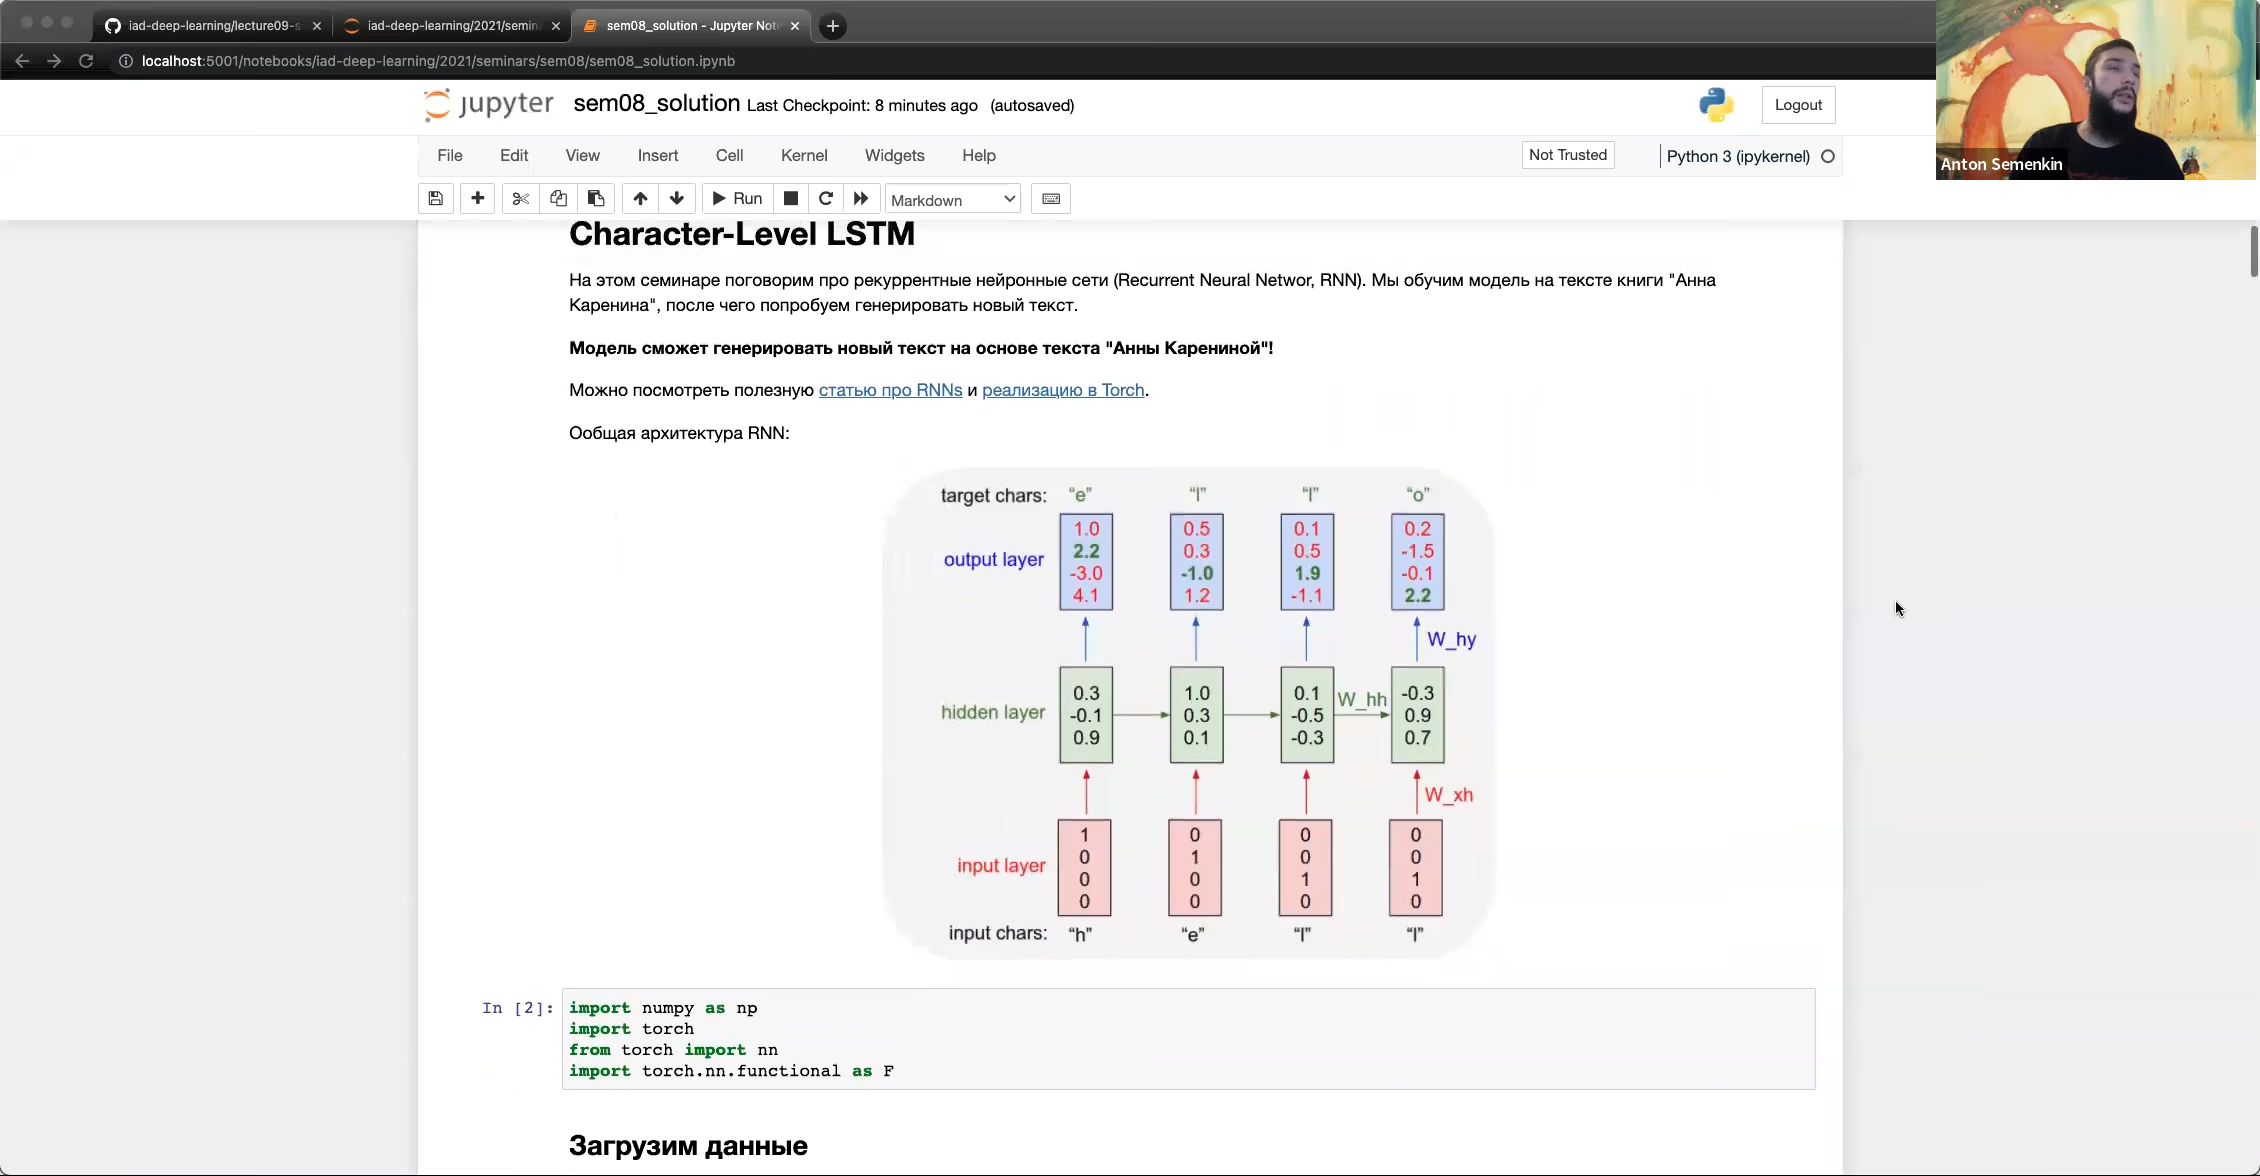 iad-deep-learning/lecture09-s
iad-deep-learning/2021/semin
sem08_solution - Jupyter Not
localhost:5001/notebooks/iad-deep-learning/2021/seminars/sem08/sem08_solution.ipynb
Anton Semenkin
jupyter sem08_solution Last Checkpoint: 8 minutes ago (autosaved)
Logout
File Edit View Insert Cell Kernel Widgets Help
Not Trusted
Python 3 (ipykernel)
Run
Markdown
Character-Level LSTM
На этом семинаре поговорим про рекуррентные нейронные сети (Recurrent Neural Networ, RNN). Мы обучим модель на тексте книги "Анна
Каренина", после чего попробуем генерировать новый текст.
Модель сможет генерировать новый текст на основе текста "Анны Карениной"!
Можно посмотреть полезную статью про RNNs и реализацию в Torch.
Ообщая архитектура RNN:
target chars: “e” “l” “l” “o”
1.0 0.5 0.1 0.2
output layer
2.2 0.3 0.5 -1.5
-3.0 -1.0 1.9 -0.1
4.1 1.2 -1.1 2.2
W_hy
0.3 1.0 0.1 W_hh -0.3
hidden layer -0.1 0.3 -0.5 0.9
0.9 0.1 -0.3 0.7
W_xh
1 0 0 0
0 1 0 0
input layer
0 0 1 1
0 0 0 0
input chars: “h” “e” “l” “l”
In [2]: import numpy as np
import torch
from torch import nn
import torch.nn.functional as F
Загрузим данные